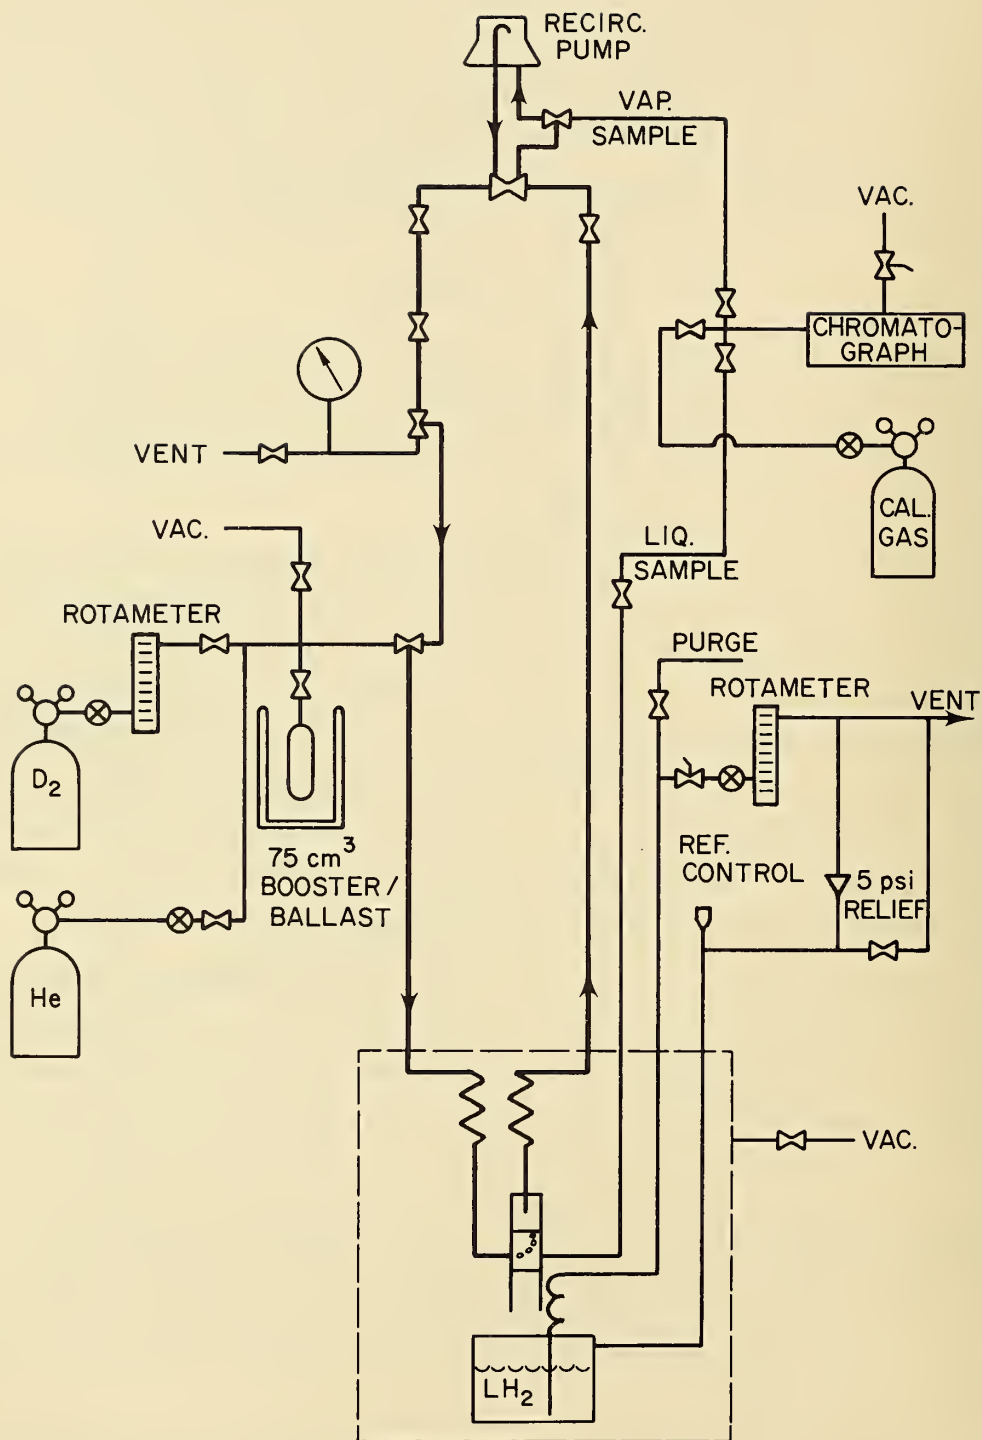 RECIRC.
PUMP
VAP.
SAMPLE
VAC.
CHROMATO-
GRAPH
VENT
CAL.
GAS
VAC.
LIQ.
SAMPLE
ROTAMETER
PURGE
ROTAMETER
VENT
D₂
75 cm³
BOOSTER/
BALLAST
REF.
CONTROL
5 psi
RELIEF
He
VAC.
LH₂